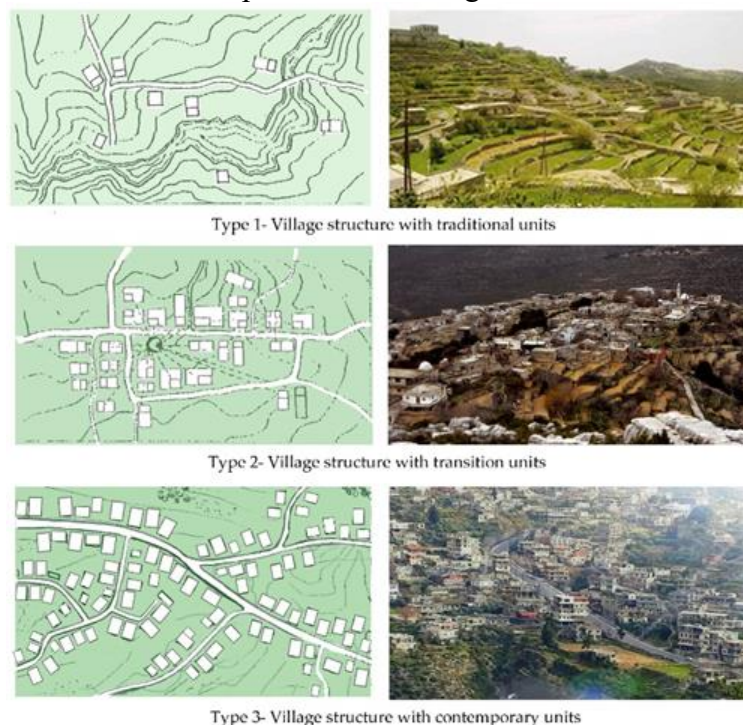 Type 1- Village structure with traditional units
Type 2- Village structure with transition units
Type 3- Village structure with contemporary units